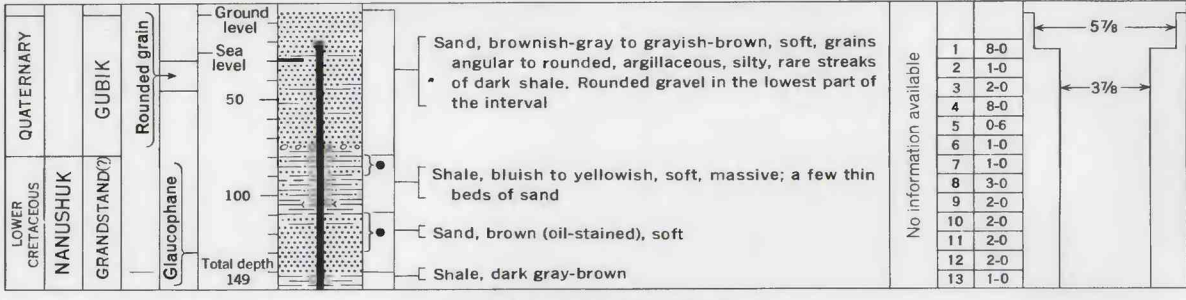 QUATERNARY
LOWER
CRETACEOUS
NANUSHUK
GUBIK
GRANDSTAND(?)
Rounded grain
Glaucophane
Ground
level
Sea
level
50
100
Total depth
149
Sand, brownish-gray to grayish-brown, soft, grains
angular to rounded, argillaceous, silty, rare streaks
of dark shale. Rounded gravel in the lowest part of
the interval
Shale, bluish to yellowish, soft, massive; a few thin
beds of sand
Sand, brown (oil-stained), soft
Shale, dark gray-brown
No information available
1 8-0
2 1-0
3 2-0
4 8-0
5 0-6
6 1-0
7 1-0
8 3-0
9 2-0
10 2-0
11 2-0
12 2-0
13 1-0
5⅞
3⅞